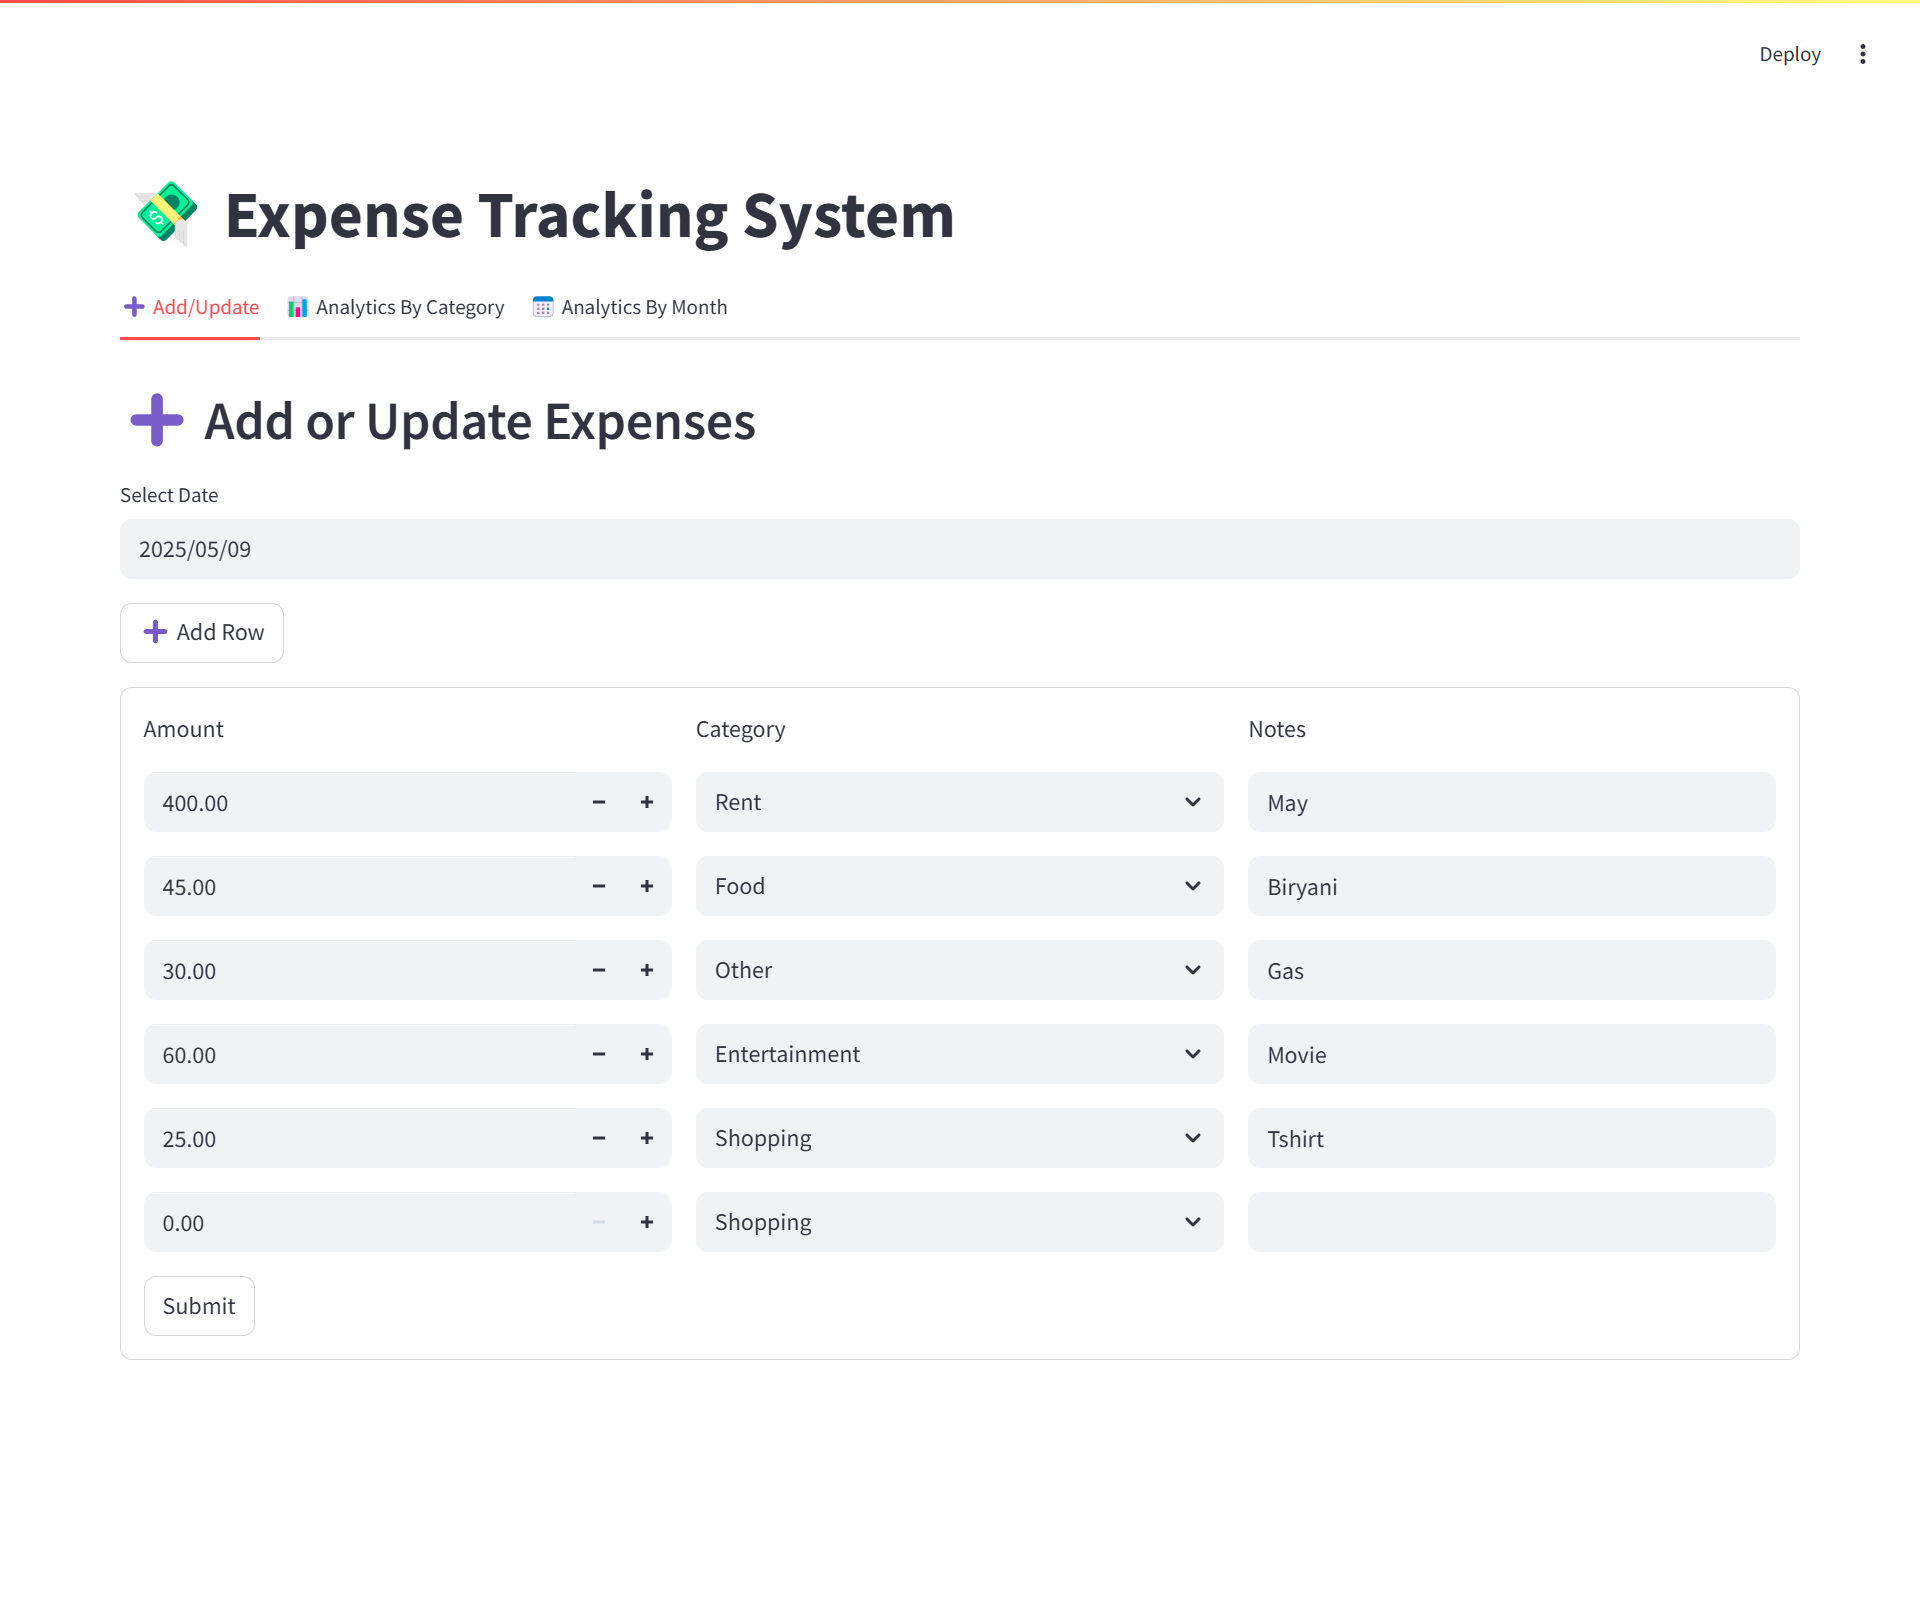 Deploy
Expense Tracking System
Add/Update Analytics By Category Analytics By Month
Add or Update Expenses
Select Date
2025/05/09
Add Row
Amount Category Notes
400.00 Rent May
45.00 Food Biryani
30.00 Other Gas
60.00 Entertainment Movie
25.00 Shopping Tshirt
0.00 Shopping
Submit